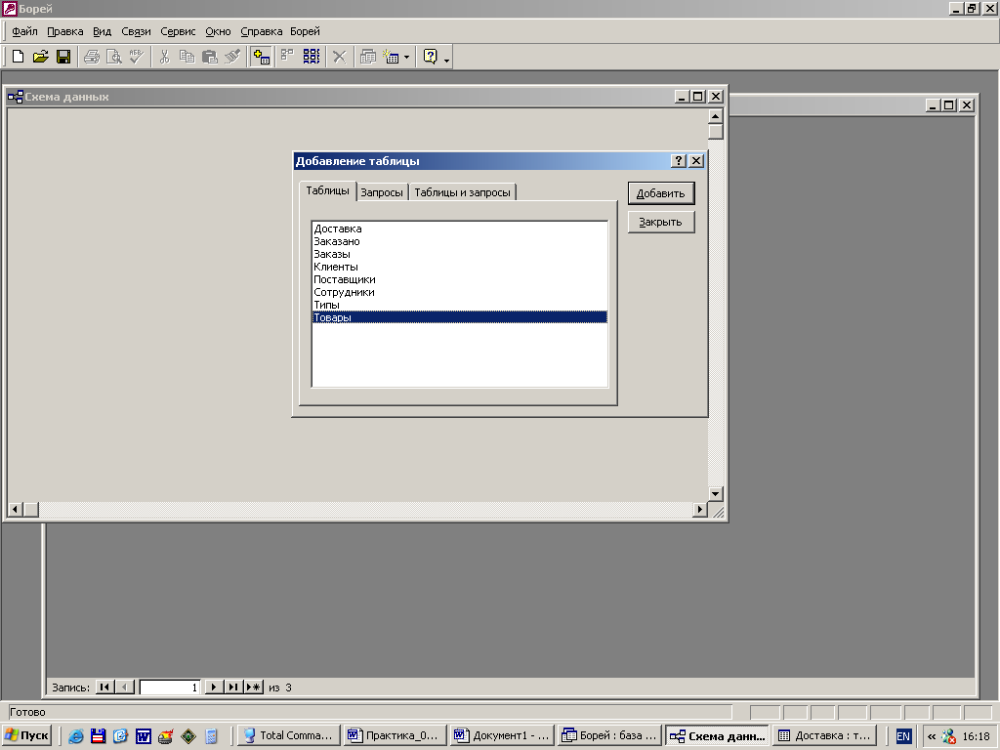 Борей
Файл Правка Вид Связи Сервис Окно Справка Борей
Схема данных
Добавление таблицы
Таблицы Запросы Таблицы и запросы
Добавить
Закрыть
Доставка
Заказано
Заказы
Клиенты
Поставщики
Сотрудники
Типы
Товары
Запись: 1 из 3
Готово
Пуск Total Comma... Практика_0... Документ1 - ... Борей : база ... Схема данн... Доставка : т... EN « 16:18